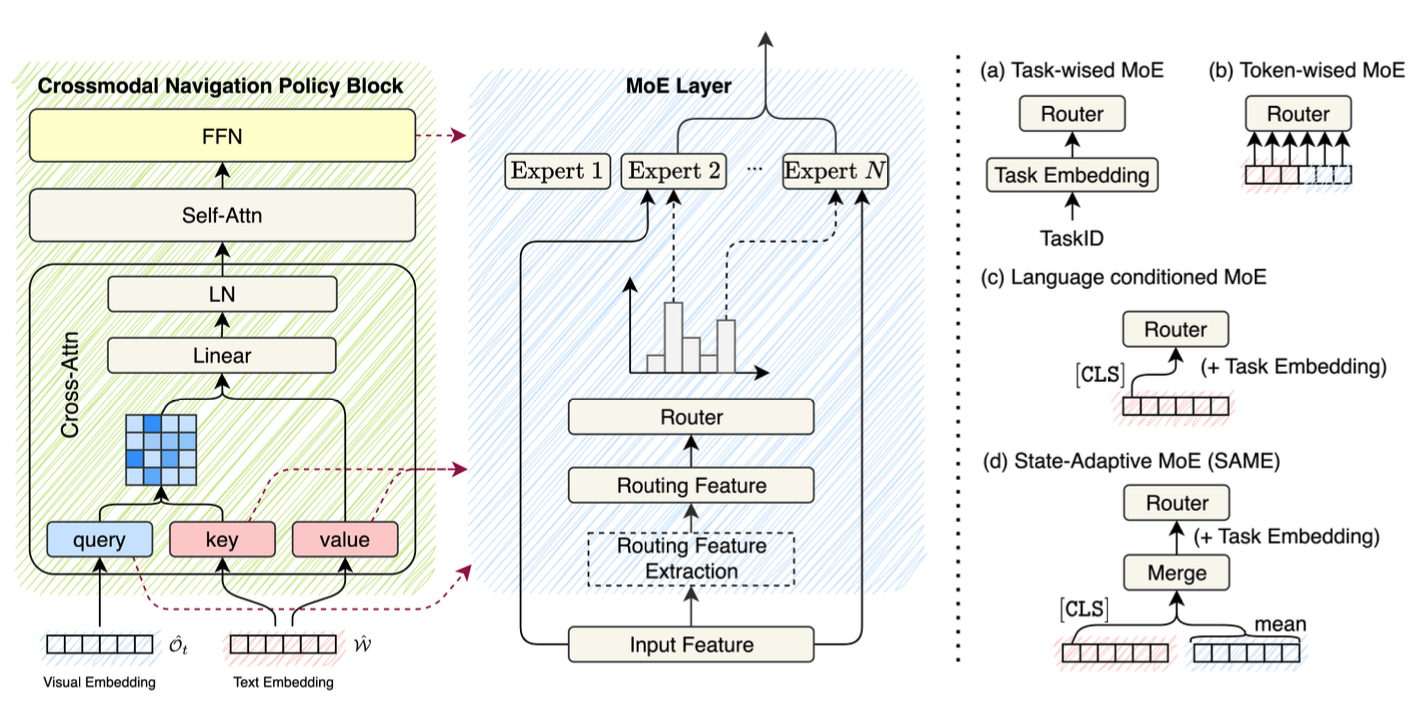 Crossmodal Navigation Policy Block
FFN
Self-Attn
Cross-Attn
LN
Linear
query
key
value
$\hat{\mathcal{O}}_t$
$\hat{\mathcal{W}}$
Visual Embedding
Text Embedding
MoE Layer
Expert 1
Expert 2
...
Expert N
Router
Routing Feature
Routing Feature
Extraction
Input Feature
(a) Task-wised MoE
Router
Task Embedding
TaskID
(b) Token-wised MoE
Router
(c) Language conditioned MoE
Router
[CLS]
(+ Task Embedding)
(d) State-Adaptive MoE (SAME)
Router
(+ Task Embedding)
Merge
[CLS]
mean